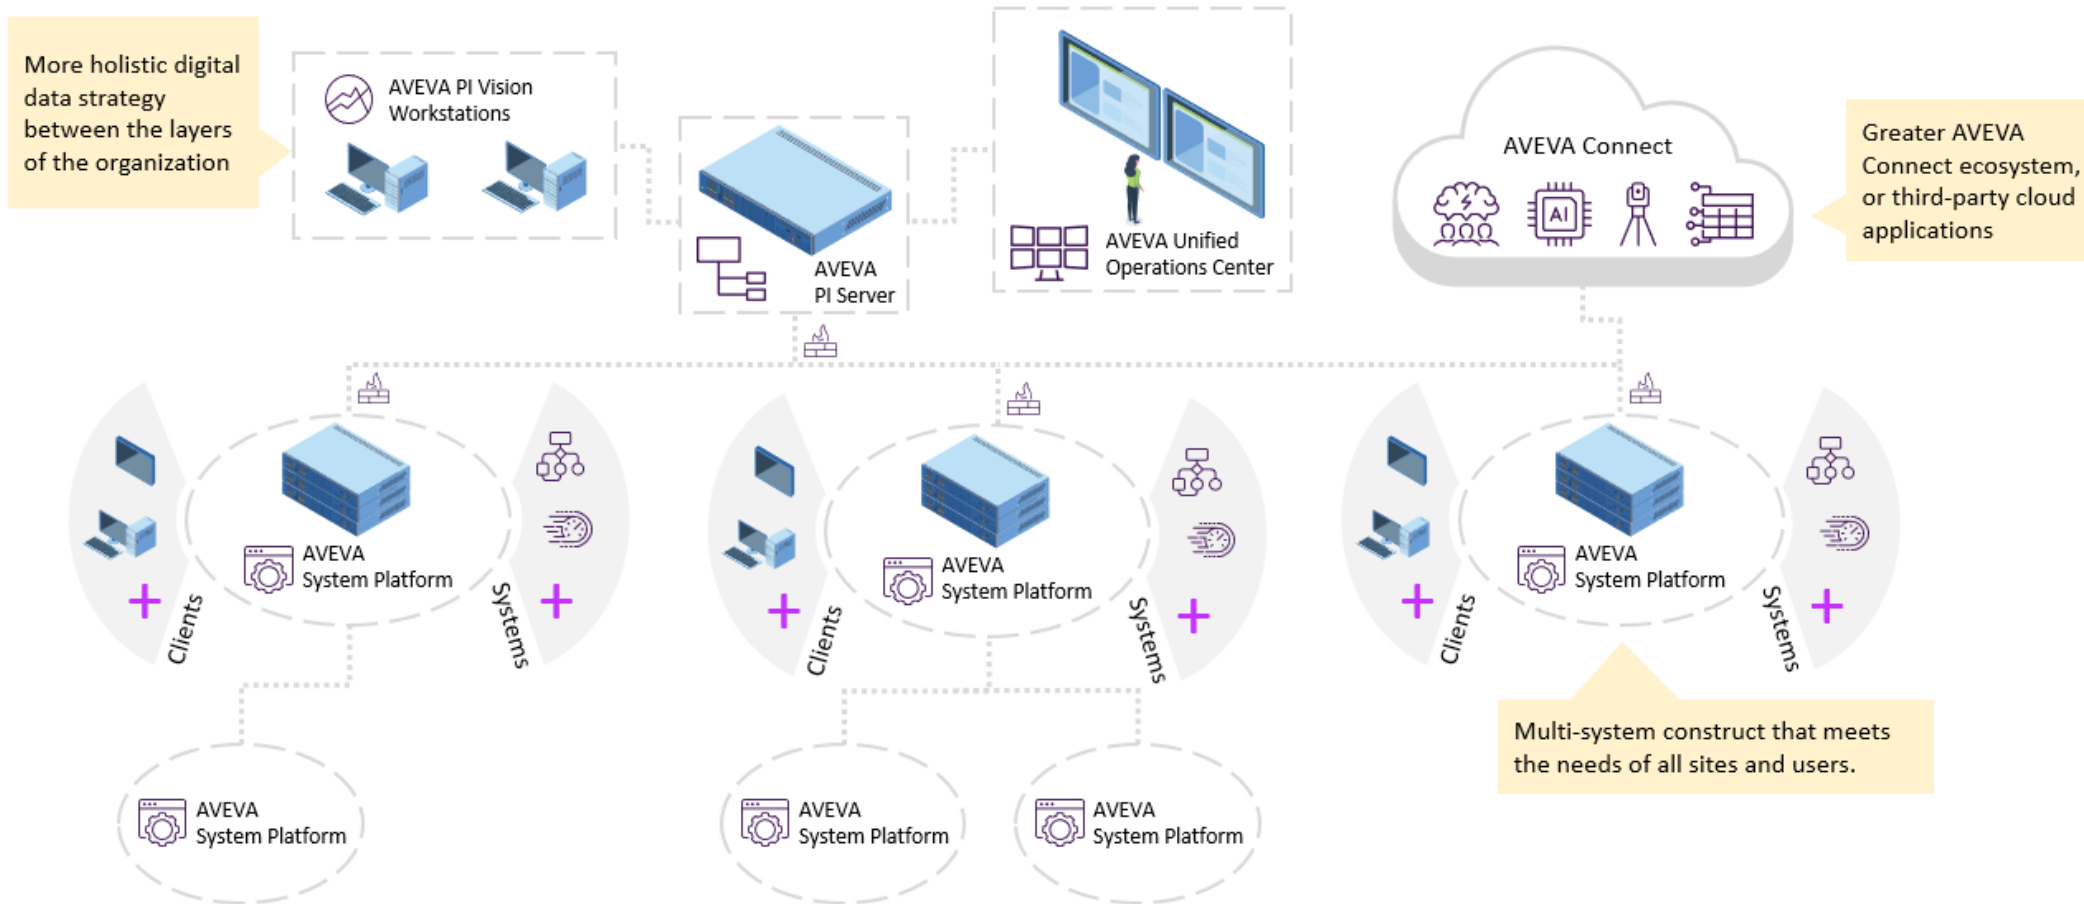 More holistic digital
data strategy
between the layers
of the organization
AVEVA PI Vision
Workstations
AVEVA
PI Server
AVEVA Unified
Operations Center
AVEVA Connect
AI
Greater AVEVA
Connect ecosystem,
or third-party cloud
applications
Clients
AVEVA
System Platform
Systems
Clients
AVEVA
System Platform
Systems
Clients
AVEVA
System Platform
Systems
Multi-system construct that meets
the needs of all sites and users.
AVEVA
System Platform
AVEVA
System Platform
AVEVA
System Platform